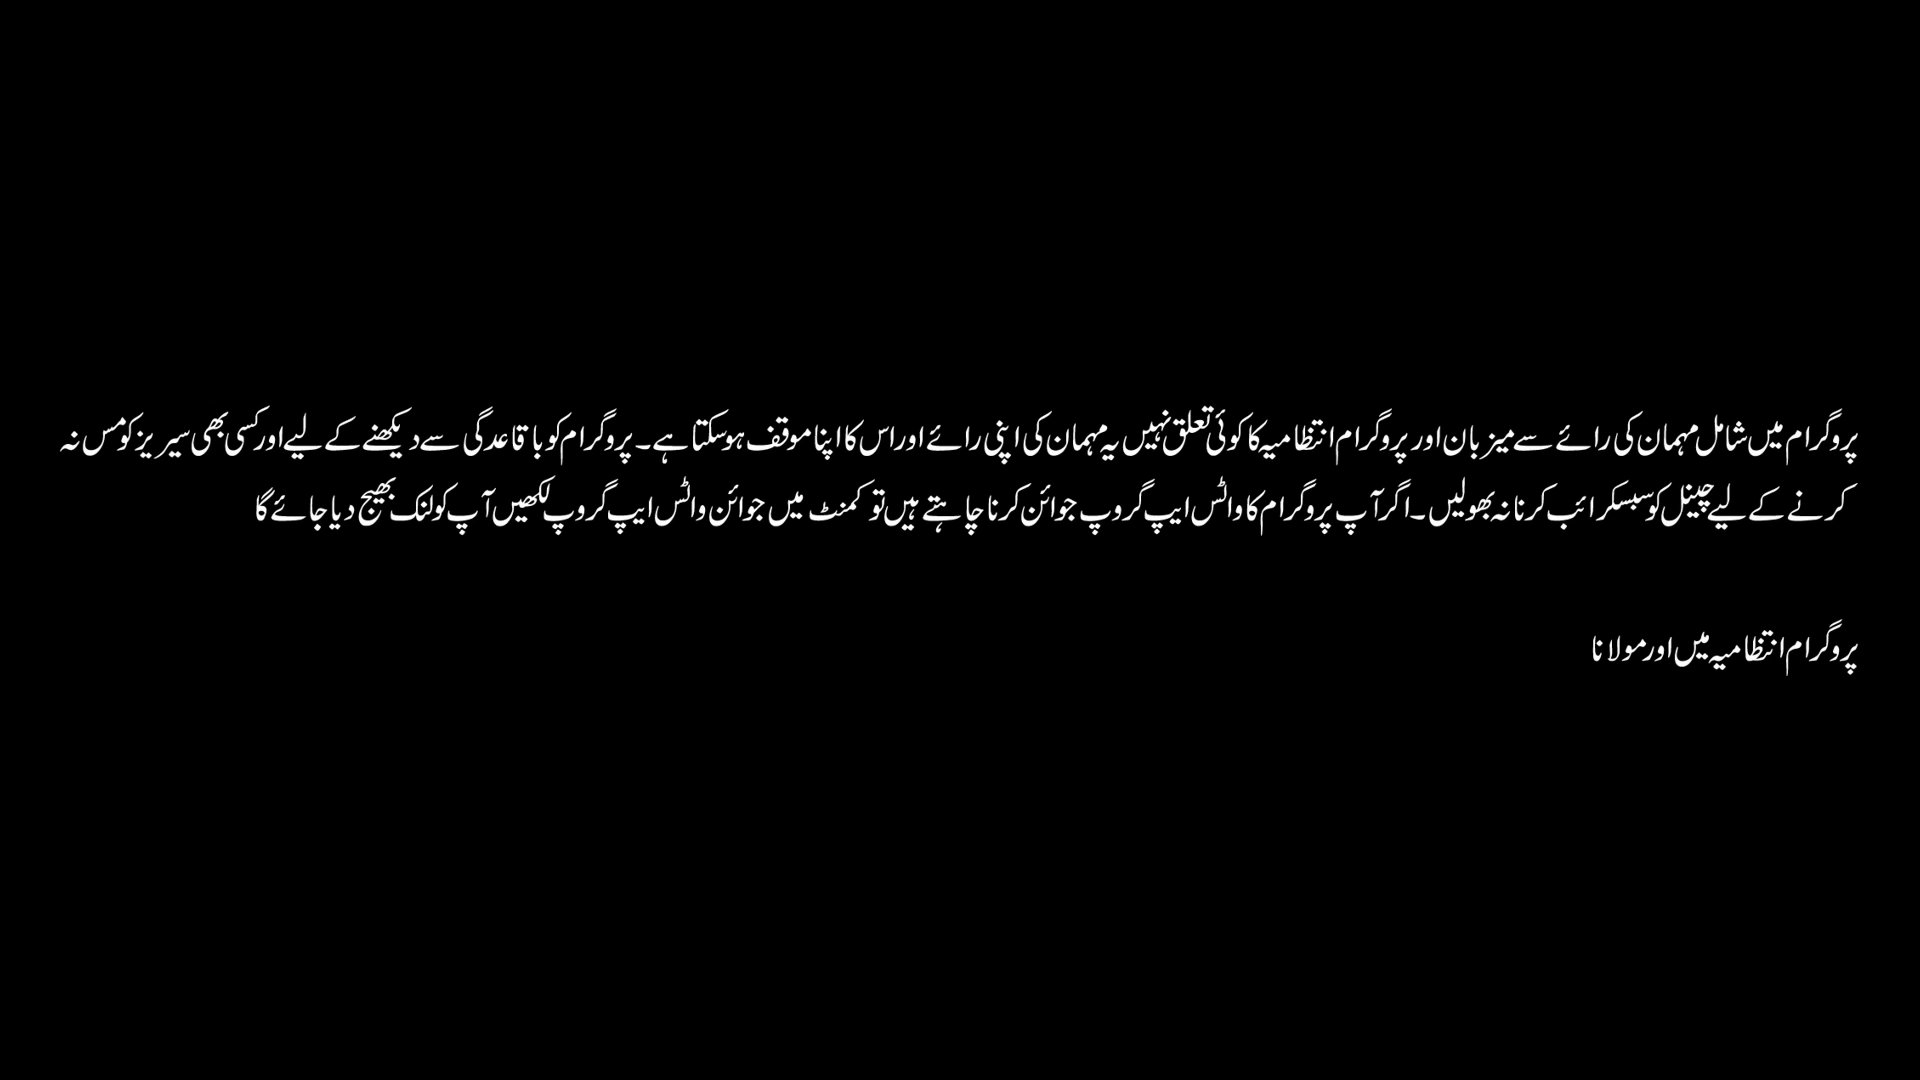 پروگرام میں شامل مہمان کی رائے سے میزبان اور پروگرام انتظامیہ کا کوئی تعلق نہیں یہ مہمان کی اپنی رائے اور اس کا اپنا موقف ہو سکتا ہے۔ پروگرام کو باقاعدگی سے دیکھنے کے لیے اور کسی بھی سیریز کو مس نہ
کرنے کے لیے چینل کو سبسکرائب کرنا نہ بھولیں۔ اگر آپ پروگرام کا واٹس ایپ گروپ جوائن کرنا چاہتے ہیں تو کمنٹ میں جوائن واٹس ایپ گروپ لکھیں آپ کو لنک بھیج دیا جائے گا
پروگرام انتظامیہ میں اور مولانا